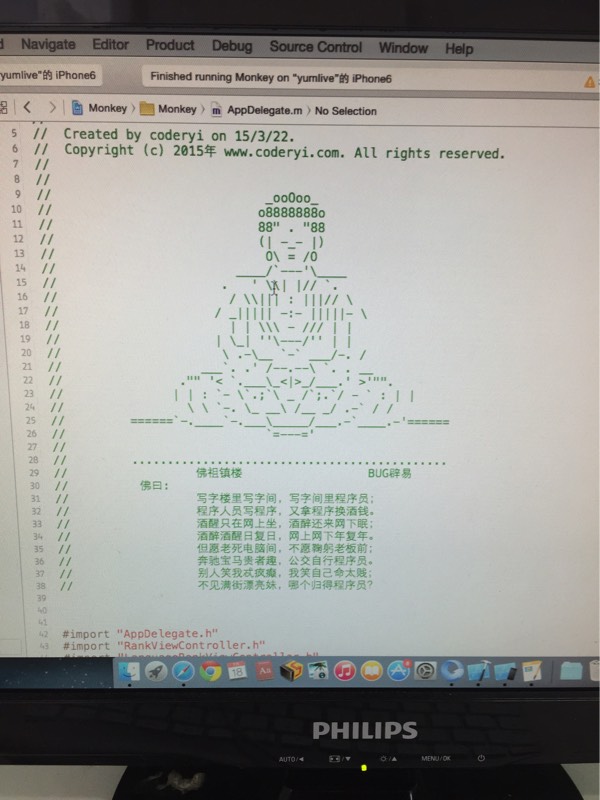 Navigate Editor Product Debug Source Control Window Help
yumlive"的 iPhone6
Finished running Monkey on "yumlive"的 iPhone6
Monkey 〉 Monkey 〉 m AppDelegate.m 〉 No Selection
5 // Created by coderyi on 15/3/22.
6 // Copyright (c) 2015年 www.coderyi.com. All rights reserved.
7 //
8 //
9 // _ooOoo_
10 // o8888888o
11 // 88" . "88
12 // (| -_- |)
13 // O\ = /O
14 // ____/`---'\____
15 // . ' \\| |// `.
16 // / \\||| : |||// \
17 // / _||||| -:- |||||- \
18 // | | \\\ - /// | |
19 // | \_| ''\---/'' | |
20 // \ .-\__ `-` ___/-. /
21 // ___`. .' /--.--\ `. . __
22 // ."" '< `.___\_<|>_/___.' >'"".
23 // | | : `- \`.;`\ _ /`;.`/ - ` : | |
24 // \ \ `-. \_ __\ /__ _/ .-` / /
25 // ======`-.____`-.___\_____/___.-`____.-'======
26 // `=---='
27 //
28 // .............................................
29 // 佛祖镇楼 BUG辟易
30 // 佛曰:
31 // 写字楼里写字间，写字间里程序员；
32 // 程序人员写程序，又拿程序换酒钱。
33 // 酒醒只在网上坐，酒醉还来网下眠；
34 // 酒醉酒醒日复日，网上网下年复年。
35 // 但愿老死电脑间，不愿鞠躬老板前；
36 // 奔驰宝马贵者趣，公交自行程序员。
37 // 别人笑我忒疯癫，我笑自己命太贱；
38 // 不见满街漂亮妹，哪个归得程序员？
39
40
41
42 #import "AppDelegate.h"
43 #import "RankViewController.h"
18
PHILIPS
AUTO/◄ /▼ /▲ MENU/OK